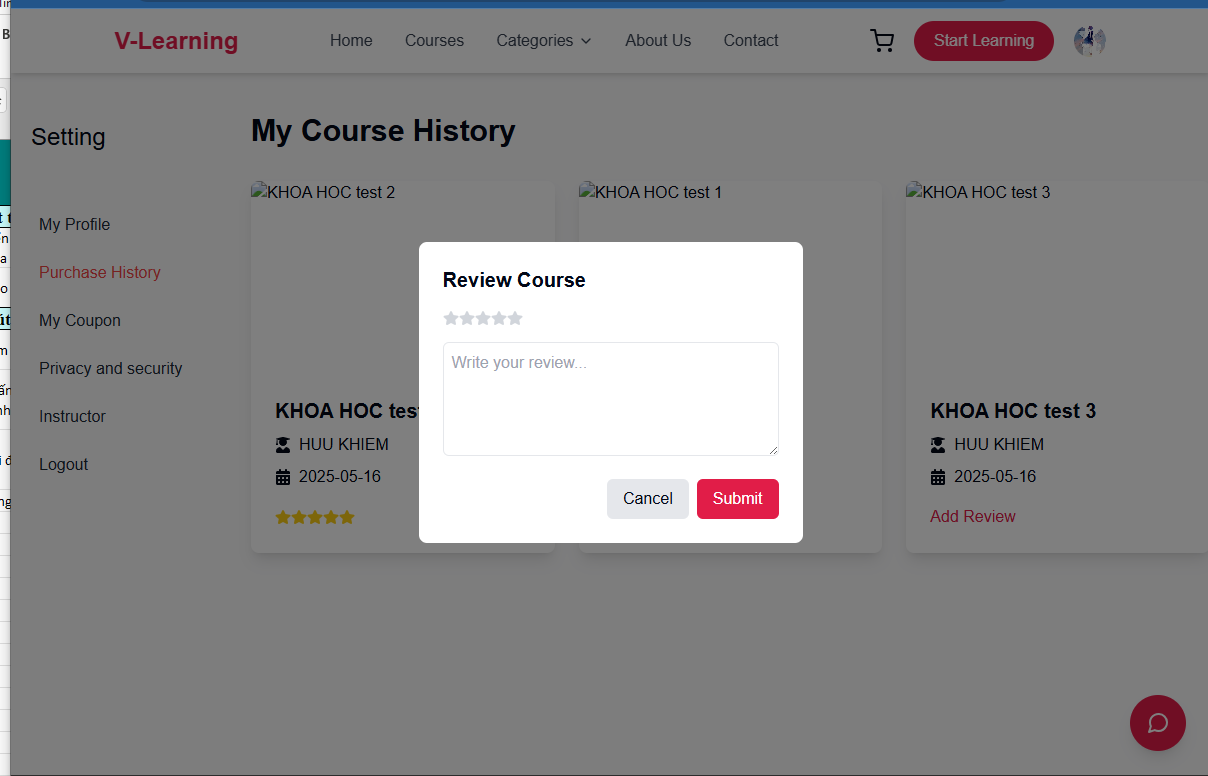 V-Learning
Home
Courses
Categories
About Us
Contact
Start Learning
Setting
My Profile
Purchase History
My Coupon
Privacy and security
Instructor
Logout
My Course History
KHOA HOC test 2
KHOA HOC test 1
KHOA HOC test 3
KHOA HOC
HUU KHIEM
2025-05-16
Review Course
Write your review...
Cancel
Submit
KHOA HOC test 3
HUU KHIEM
2025-05-16
Add Review